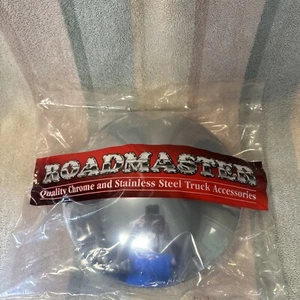 ROADMASTER
Quality Chrome and Stainless Steel Truck Accessories